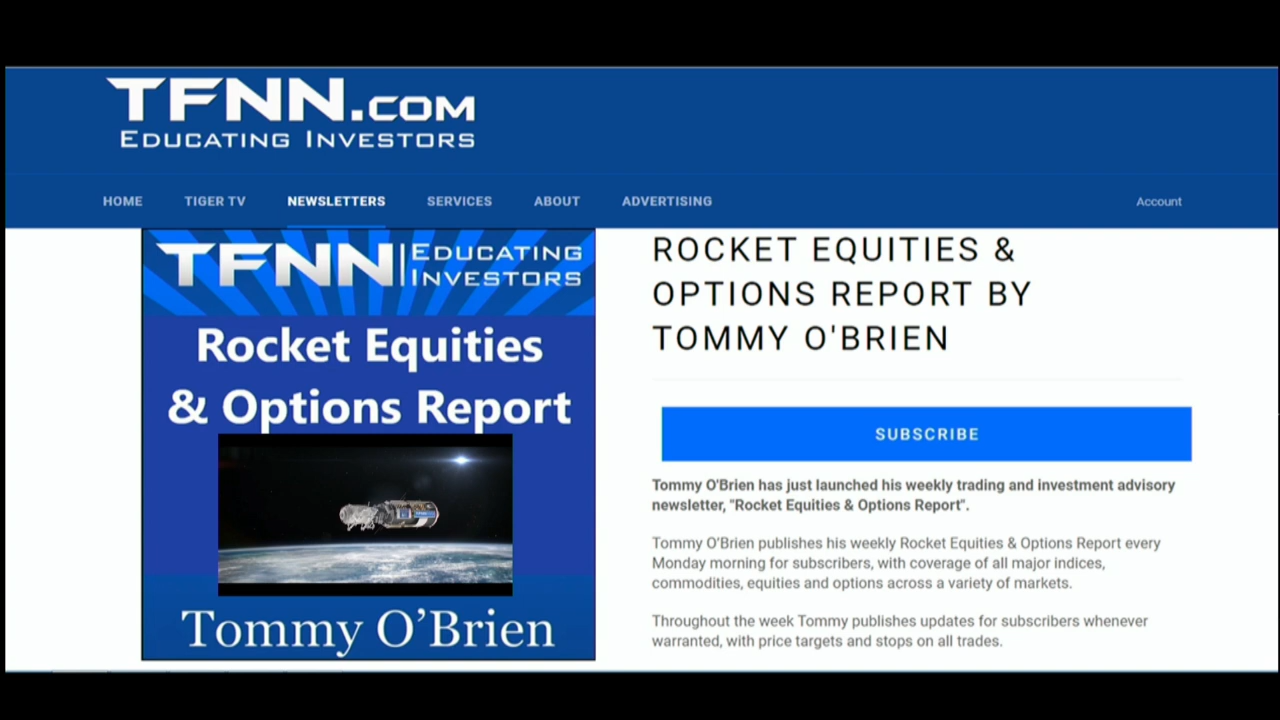 TFNN.COM
EDUCATING INVESTORS
HOME TIGER TV NEWSLETTERS SERVICES ABOUT ADVERTISING Account
TFNN EDUCATING
INVESTORS
Rocket Equities
& Options Report
Tommy O’Brien
ROCKET EQUITIES &
OPTIONS REPORT BY
TOMMY O'BRIEN
SUBSCRIBE
Tommy O'Brien has just launched his weekly trading and investment advisory
newsletter, "Rocket Equities & Options Report".
Tommy O’Brien publishes his weekly Rocket Equities & Options Report every
Monday morning for subscribers, with coverage of all major indices,
commodities, equities and options across a variety of markets.
Throughout the week Tommy publishes updates for subscribers whenever
warranted, with price targets and stops on all trades.